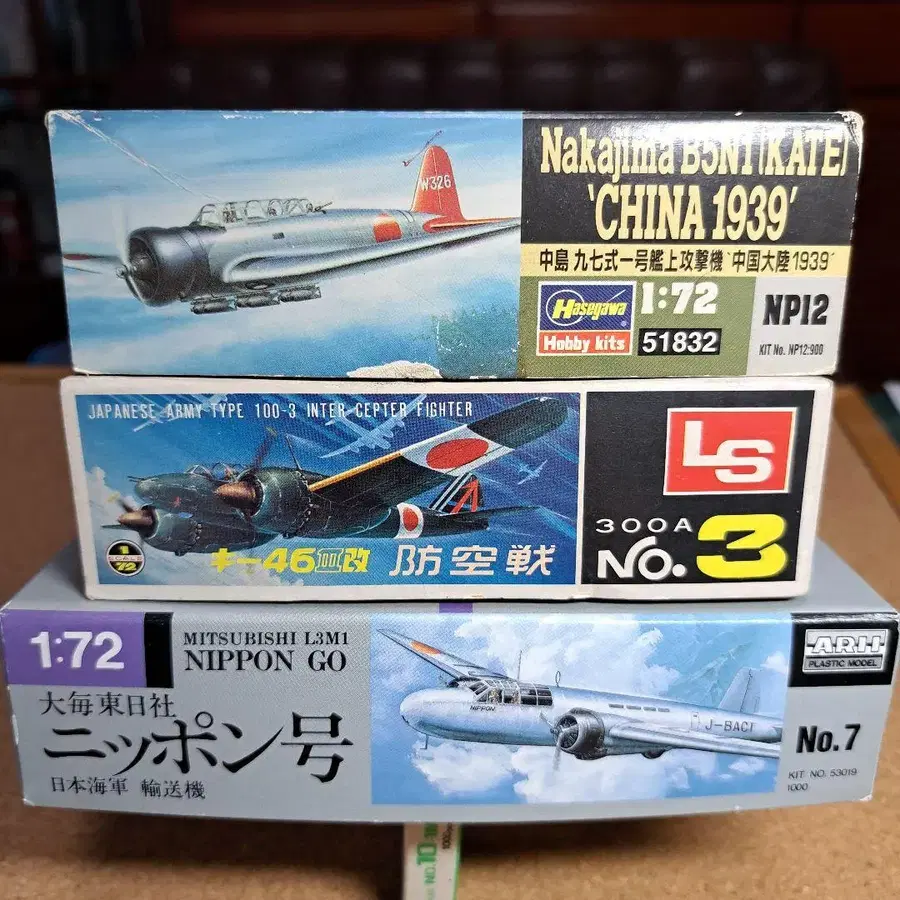 W326
Nakajima B5N1(KATE)
'CHINA 1939'
中島 九七式一号艦上攻撃機 '中国大陸1939'
Hasegawa
Hobby kits
1:72
51832
NP12
KIT No. NP12:900
JAPANESE ARMY TYPE 100-3 INTER CEPTER FIGHTER
1
SCALE
72
キー46III改 防空戦
LS
300A
NO.3
1:72
MITSUBISHI L3M1
NIPPON GO
大毎東日社
ニッポン号
日本海軍 輸送機
NIPPON
J-BACI
ARII
PLASTIC MODEL
No.7
KIT NO. 53019
1000